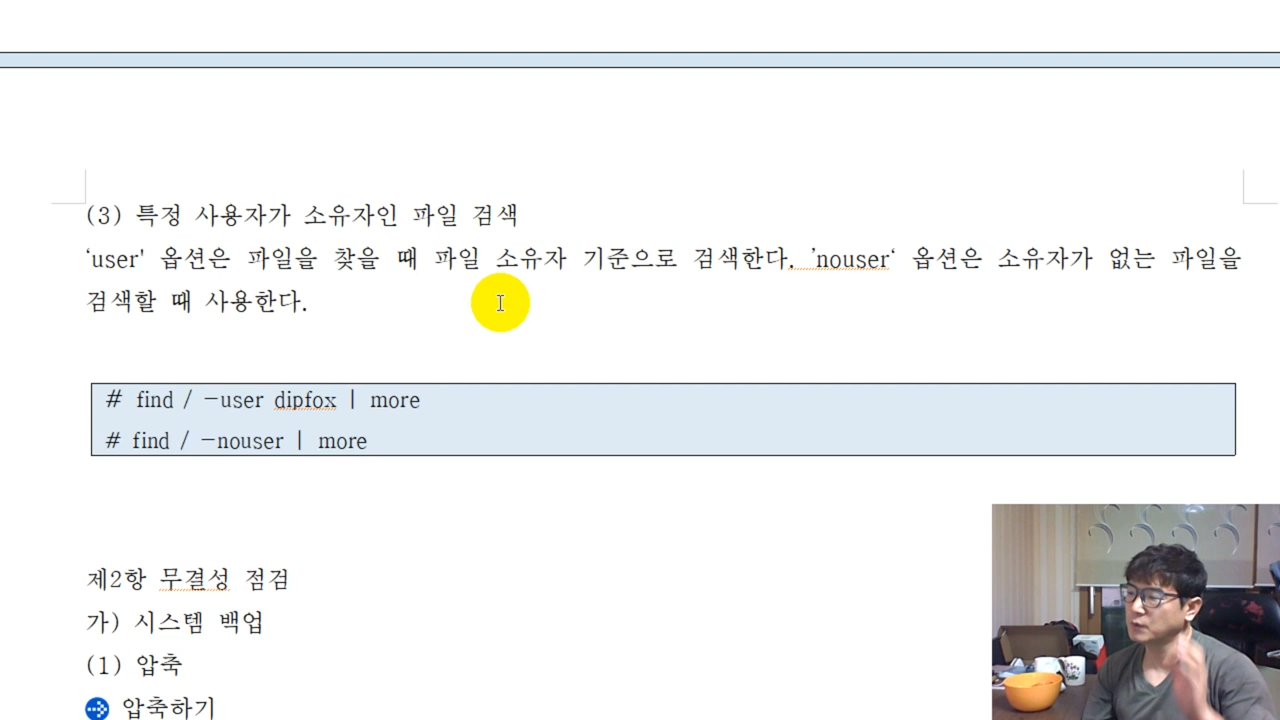 (3) 특정 사용자가 소유자인 파일 검색
‘user' 옵션은 파일을 찾을 때 파일 소유자 기준으로 검색한다. ’nouser‘ 옵션은 소유자가 없는 파일을
검색할 때 사용한다.
# find / -user dipfox | more
# find / -nouser | more
제2항 무결성 점검
가) 시스템 백업
(1) 압축
압축하기